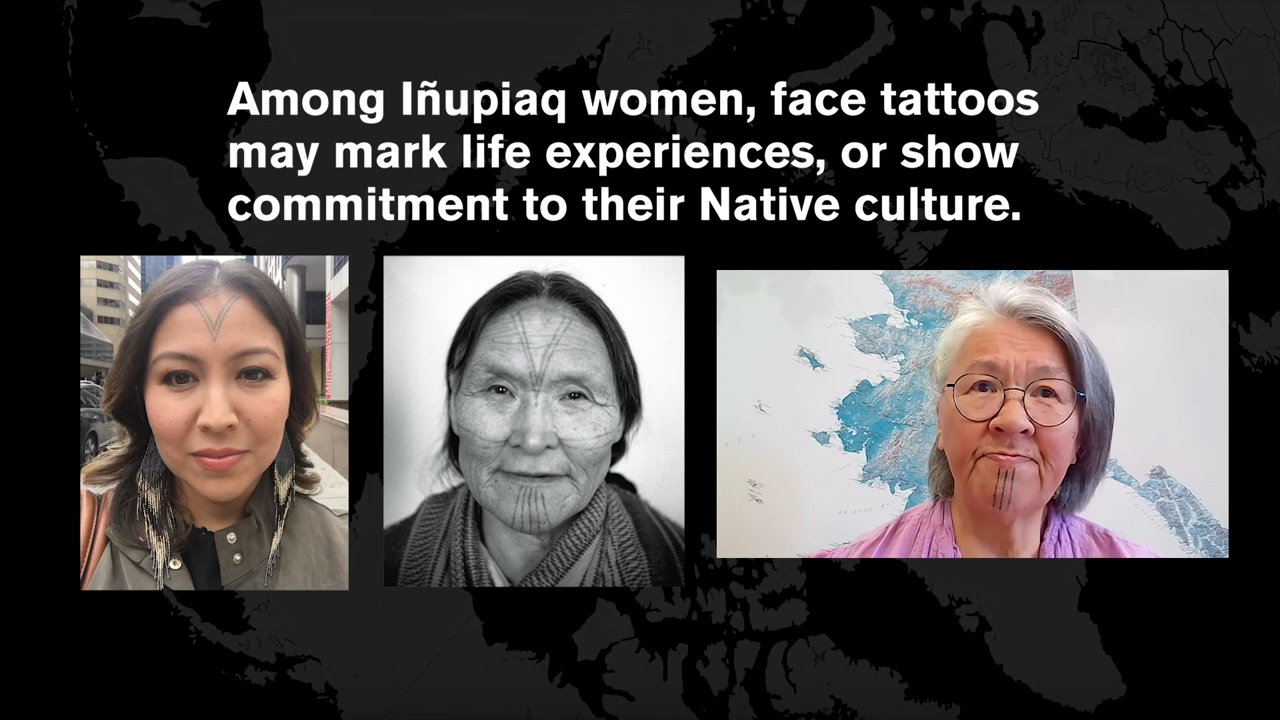 Among Iñupiaq women, face tattoos
may mark life experiences, or show
commitment to their Native culture.